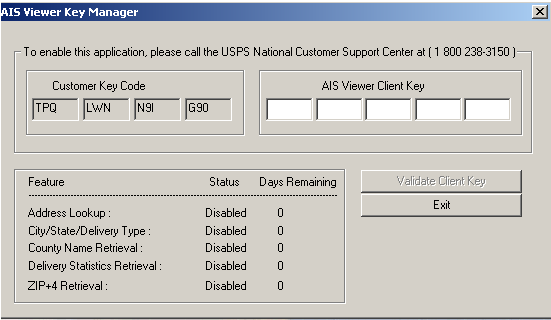 AIS Viewer Key Manager
To enable this application, please call the USPS National Customer Support Center at ( 1 800 238-3150 )
Customer Key Code
AIS Viewer Client Key
TPQ LWN N9I G90
Feature Status Days Remaining
Validate Client Key
Exit
Address Lookup : Disabled 0
City/State/Delivery Type : Disabled 0
County Name Retrieval : Disabled 0
Delivery Statistics Retrieval : Disabled 0
ZIP+4 Retrieval : Disabled 0